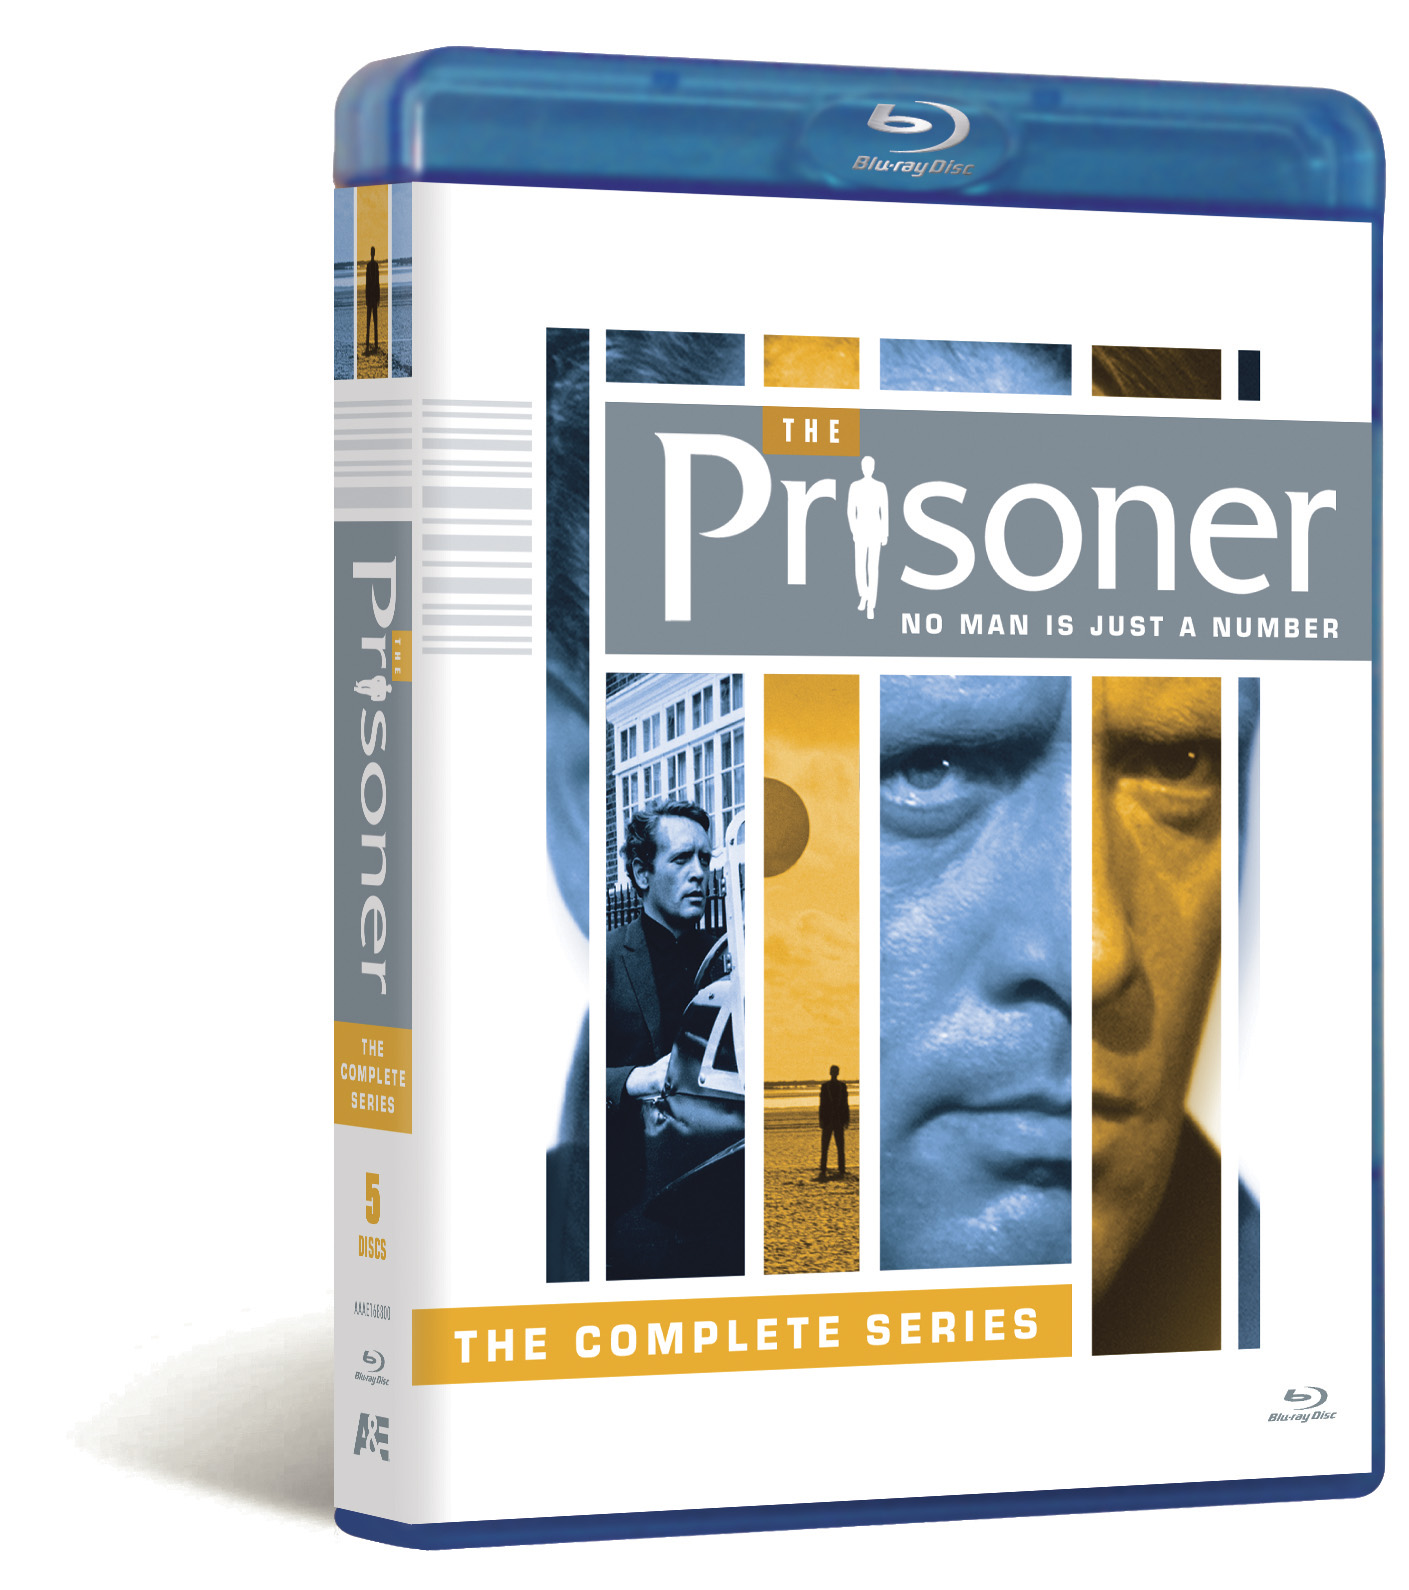 Blu-ray Disc
THE
Prisoner
NO MAN IS JUST A NUMBER
THE COMPLETE SERIES
Blu-ray Disc
THE
Prisoner
THE
COMPLETE
SERIES
5
DISCS
AAAE168800
Blu-ray Disc
A&E